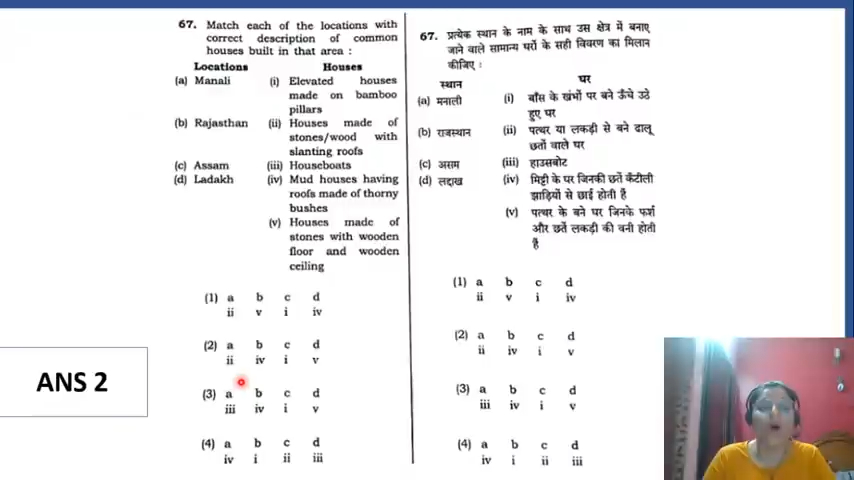 67. Match each of the locations with
correct description of common
houses built in that area :
Locations Houses
(a) Manali (i) Elevated houses
made on bamboo
pillars
(b) Rajasthan (ii) Houses made of
stones/wood with
slanting roofs
(c) Assam (iii) Houseboats
(d) Ladakh (iv) Mud houses having
roofs made of thorny
bushes
(v) Houses made of
stones with wooden
floor and wooden
ceiling
(1) a b c d
ii v i iv
(2) a b c d
ii iv i v
(3) a b c d
iii iv i v
(4) a b c d
iv i ii iii
67. प्रत्येक स्थान के नाम के साथ उस क्षेत्र में बनाए
जाने वाले सामान्य घरों के सही विवरण का मिलान
कीजिए :
स्थान घर
(a) मनाली (i) बाँस के खंभों पर बने ऊँचे उठे
हुए घर
(b) राजस्थान (ii) पत्थर या लकड़ी से बने ढालू
छतों वाले घर
(c) असम (iii) हाउसबोट
(d) लद्दाख (iv) मिट्टी के घर जिनकी छतें कँटीली
झाड़ियों से छाई होती हैं
(v) पत्थर के बने घर जिनके फर्श
और छतें लकड़ी की बनी होती
हैं
(1) a b c d
ii v i iv
(2) a b c d
ii iv i v
(3) a b c d
iii iv i v
(4) a b c d
iv i ii iii
ANS 2